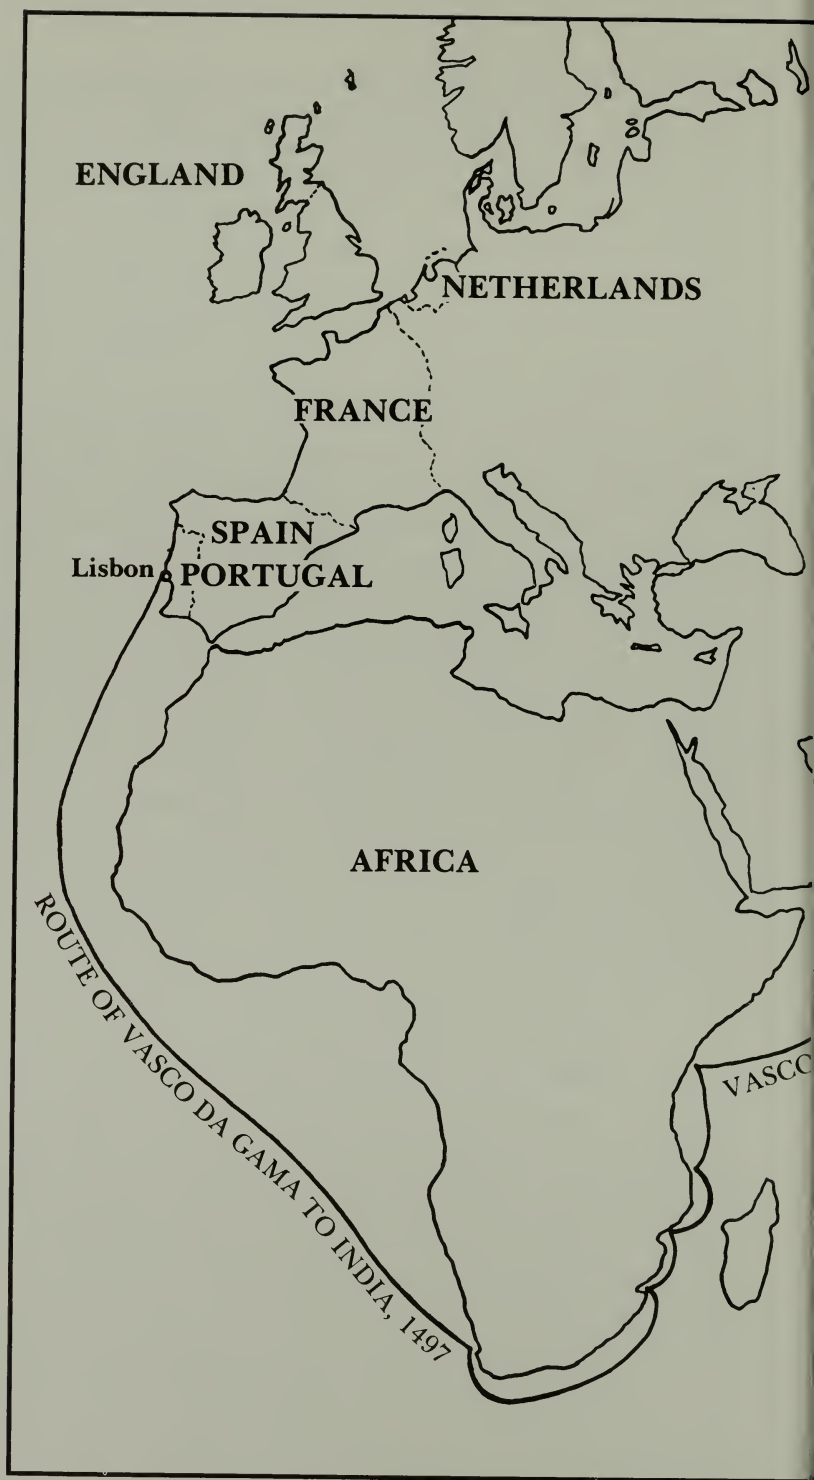 ENGLAND
NETHERLANDS
FRANCE
SPAIN
Lisbon
PORTUGAL
AFRICA
ROUTE OF VASCO DA GAMA TO INDIA, 1497
VASCO